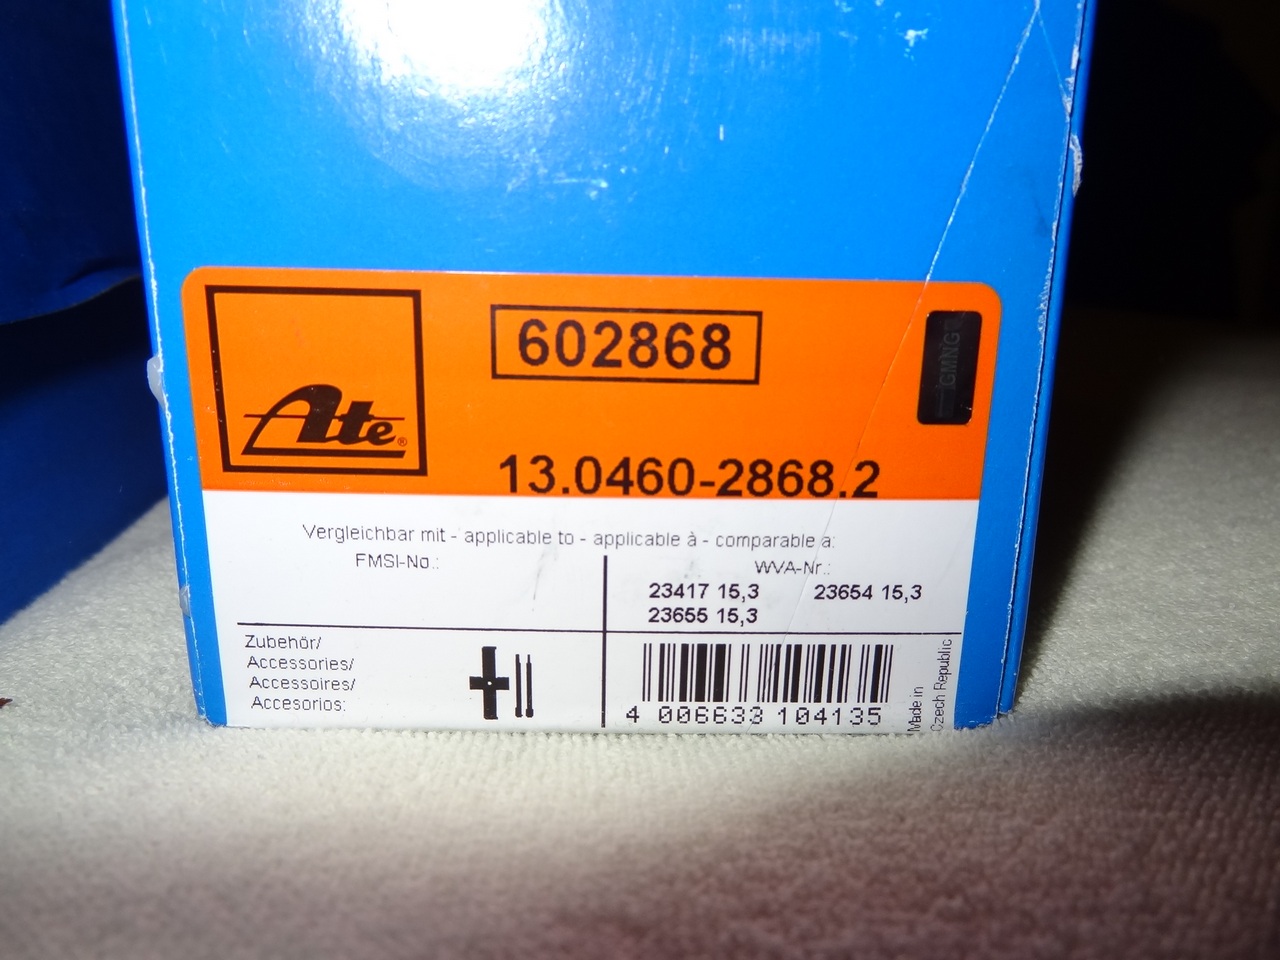 602868
GMNG
Ate®
13.0460-2868.2
Vergleichbar mit - applicable to - applicable à - comparable a:
FMSI-No.:
WVA-Nr.:
23417 15,3 23654 15,3
23655 15,3
Zubehör/
Accessories/
Accessoires/
Accesorios:
4 006633 104135
Made in
Czech Republic